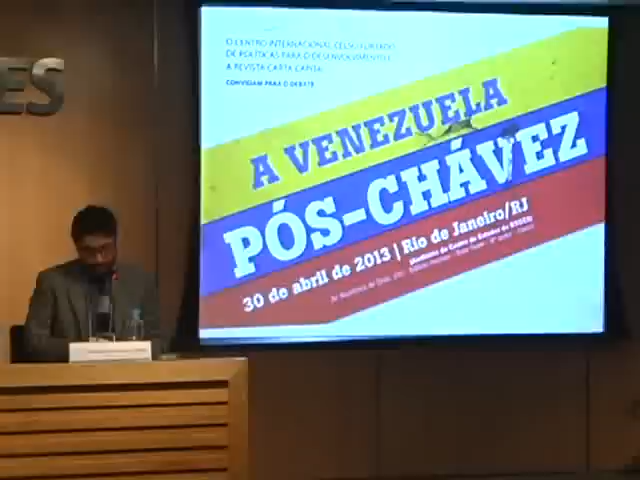 ES
O CENTRO INTERNACIONAL CELSO FURTADO
DE POLÍTICAS PARA O DESENVOLVIMENTO E
A REVISTA CARTA CAPITAL
CONVIDAM PARA O DEBATE
A VENEZUELA
PÓS-CHÁVEZ
30 de abril de 2013 | Rio de Janeiro/RJ